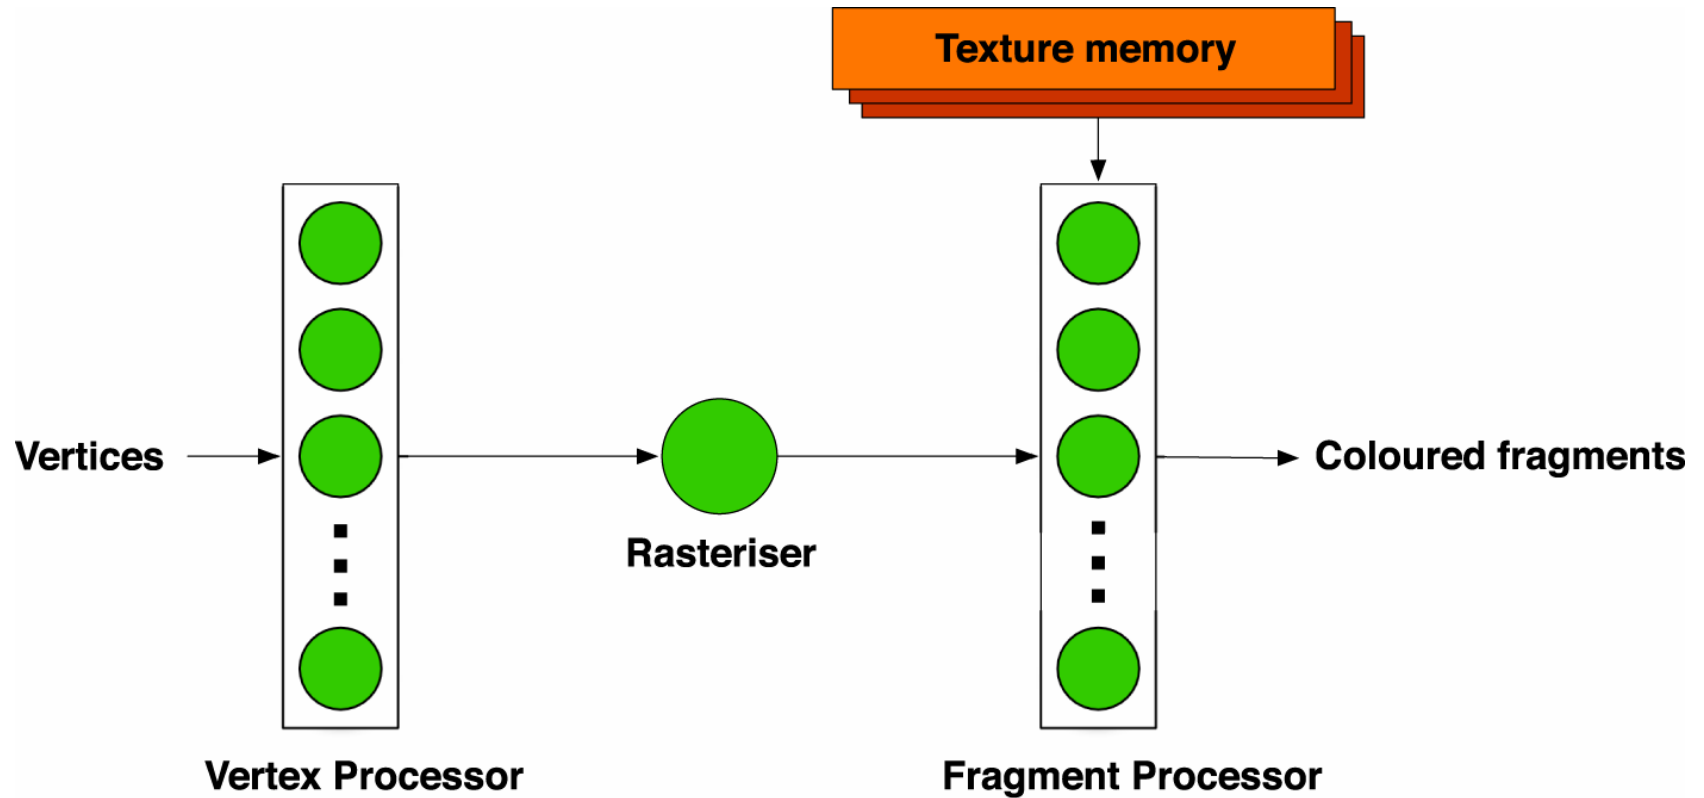 Texture memory
Vertices
Coloured fragments
Rasteriser
Vertex Processor
Fragment Processor